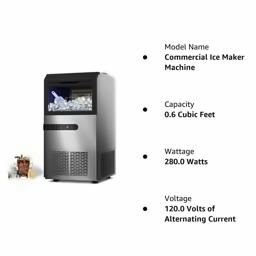 Model Name
Commercial Ice Maker
Machine
Capacity
0.6 Cubic Feet
Wattage
280.0 Watts
Voltage
120.0 Volts of
Alternating Current